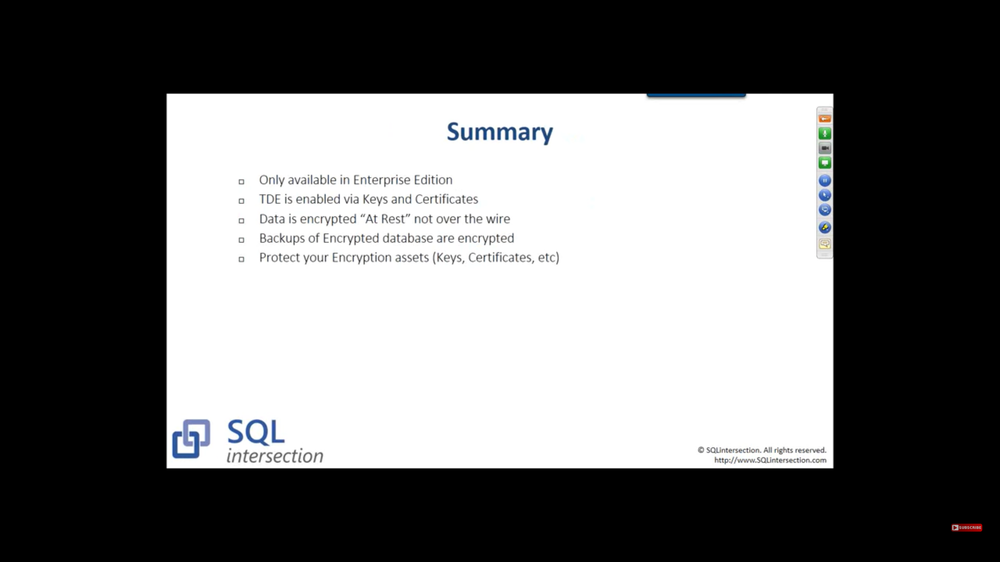 Summary
Only available in Enterprise Edition
TDE is enabled via Keys and Certificates
Data is encrypted “At Rest” not over the wire
Backups of Encrypted database are encrypted
Protect your Encryption assets (Keys, Certificates, etc)
SQL
intersection
© SQLintersection. All rights reserved.
http://www.SQLintersection.com
SUBSCRIBE